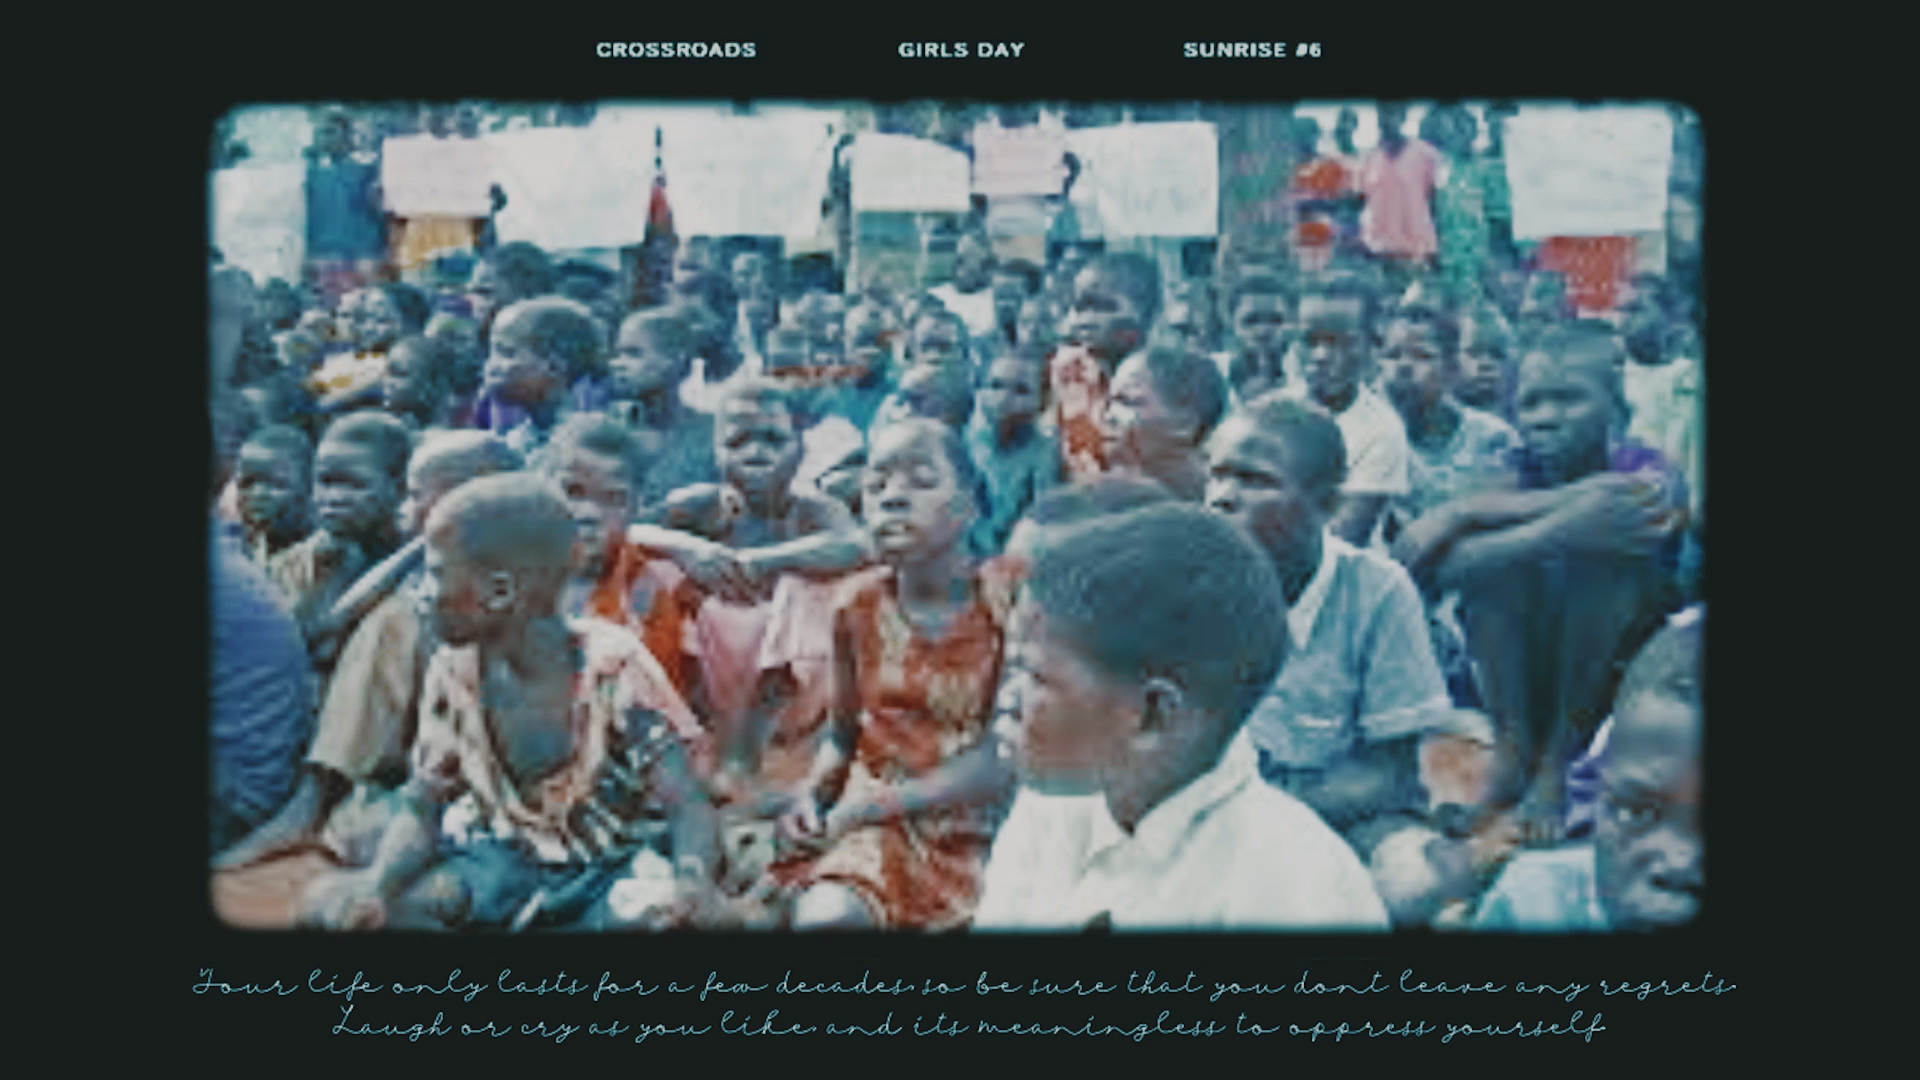 CROSSROADS GIRLS DAY SUNRISE #6
Your life only lasts for a few decades, so be sure that you dont leave any regrets.
Laugh or cry as you like, and its meaningless to oppress yourself.